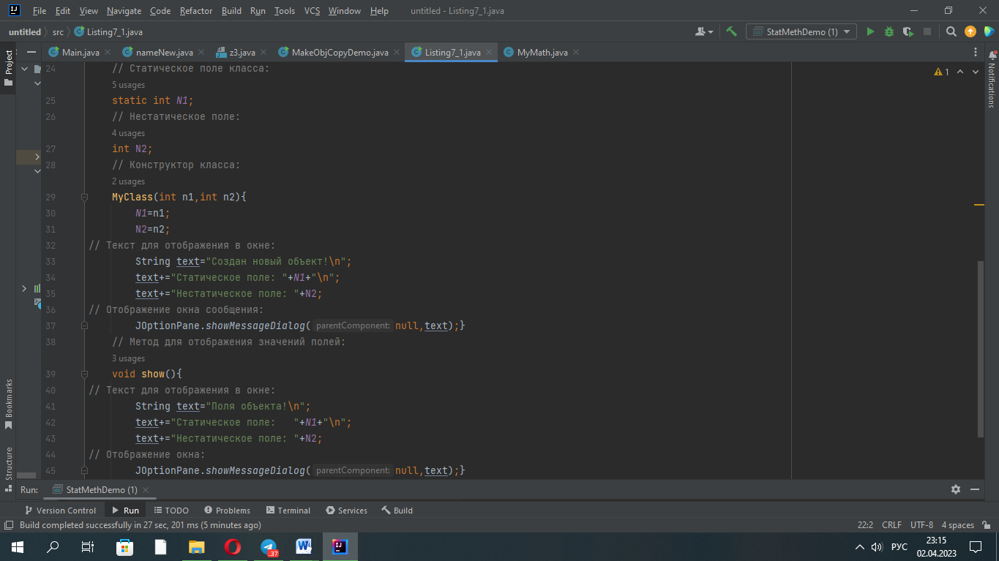 File Edit View Navigate Code Refactor Build Run Tools VCS Window Help untitled - Listing7_1.java
untitled src Listing7_1.java StatMethDemo (1)
Main.java nameNew.java z3.java MakeObjCopyDemo.java Listing7_1.java MyMath.java
Project
Notifications
1
24 // Статическое поле класса:
5 usages
25 static int N1;
26 // Нестатическое поле:
4 usages
27 int N2;
28 // Конструктор класса:
2 usages
29 MyClass(int n1,int n2){
30 N1=n1;
31 N2=n2;
32 // Текст для отображения в окне:
33 String text="Создан новый объект!\n";
34 text+="Статическое поле: "+N1+"\n";
35 text+="Нестатическое поле: "+N2;
36 // Отображение окна сообщения:
37 JOptionPane.showMessageDialog( parentComponent: null,text);}
38 // Метод для отображения значений полей:
3 usages
39 void show(){
40 // Текст для отображения в окне:
41 String text="Поля объекта!\n";
42 text+="Статическое поле:   "+N1+"\n";
43 text+="Нестатическое поле: "+N2;
44 // Отображение окна:
45 JOptionPane.showMessageDialog( parentComponent: null,text);}
Bookmarks
Structure
Run: StatMethDemo (1)
Version Control Run TODO Problems Terminal Services Build
Build completed successfully in 27 sec, 201 ms (5 minutes ago) 22:2 CRLF UTF-8 4 spaces
37
РУС
23:15
02.04.2023